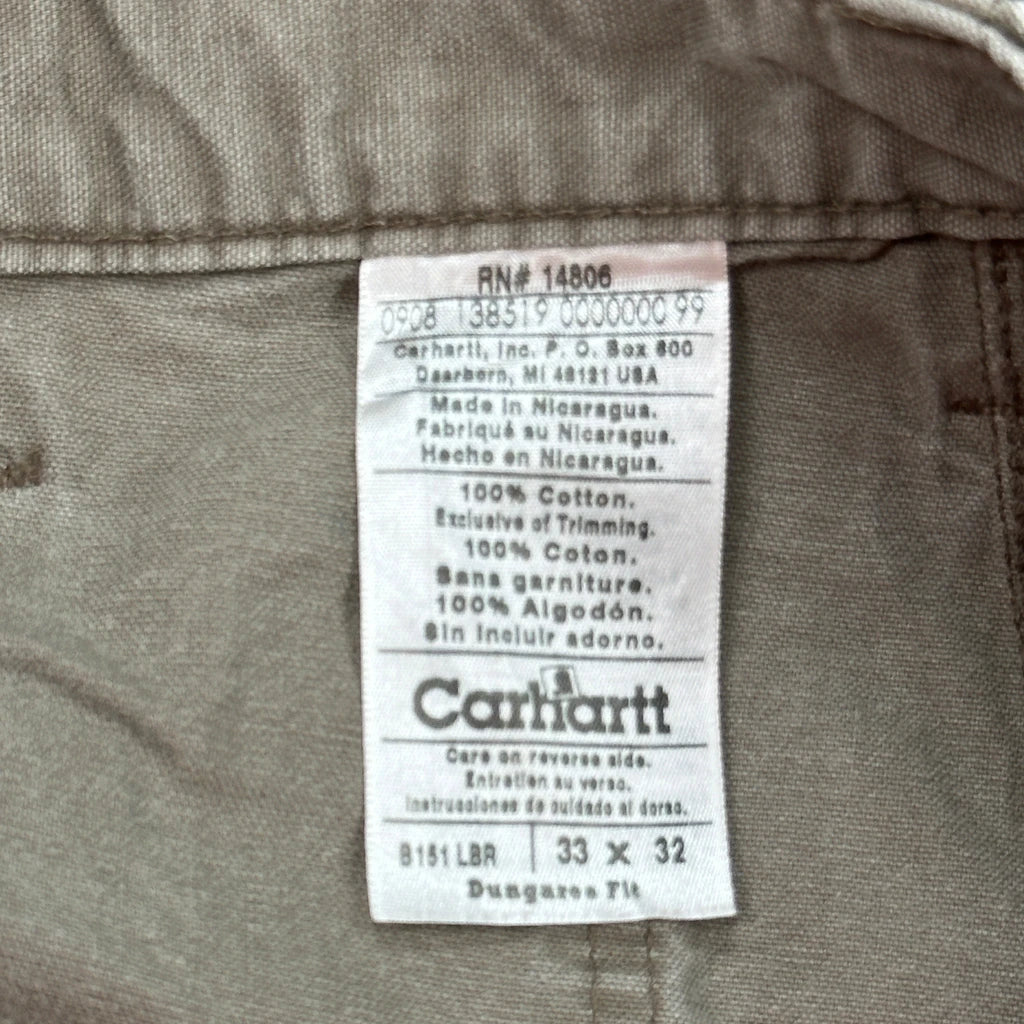 RN# 14806
0908 138519 0000000 99
Carhartt, Inc. P. O. Box 600
Dearborn, MI 48121 USA
Made in Nicaragua.
Fabriqué au Nicaragua.
Hecho en Nicaragua.
100% Cotton.
Exclusive of Trimming.
100% Coton.
Sans garniture.
100% Algodón.
Sin incluir adorno.
Carhartt
Care on reverse side.
Entretien au verso.
Instrucciones de cuidado al dorso.
B151 LBR 33 x 32
Dungaree Fit